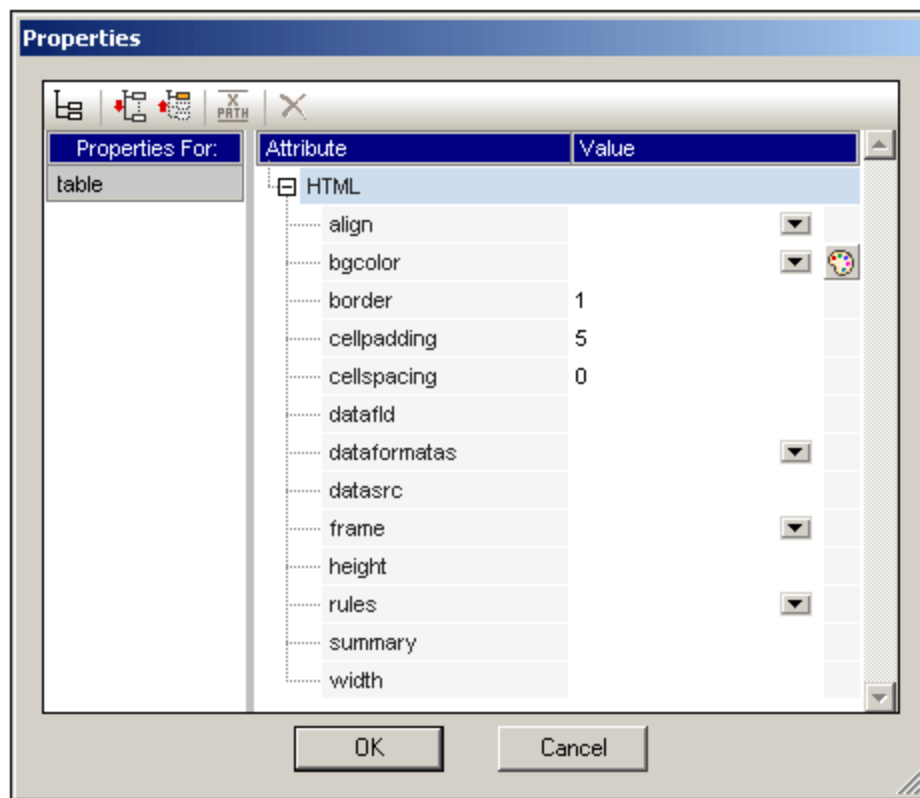 Properties
X
PATH
Properties For: Attribute Value
table
HTML
align
bgcolor
border 1
cellpadding 5
cellspacing 0
datafld
dataformatas
datasrc
frame
height
rules
summary
width
OK Cancel